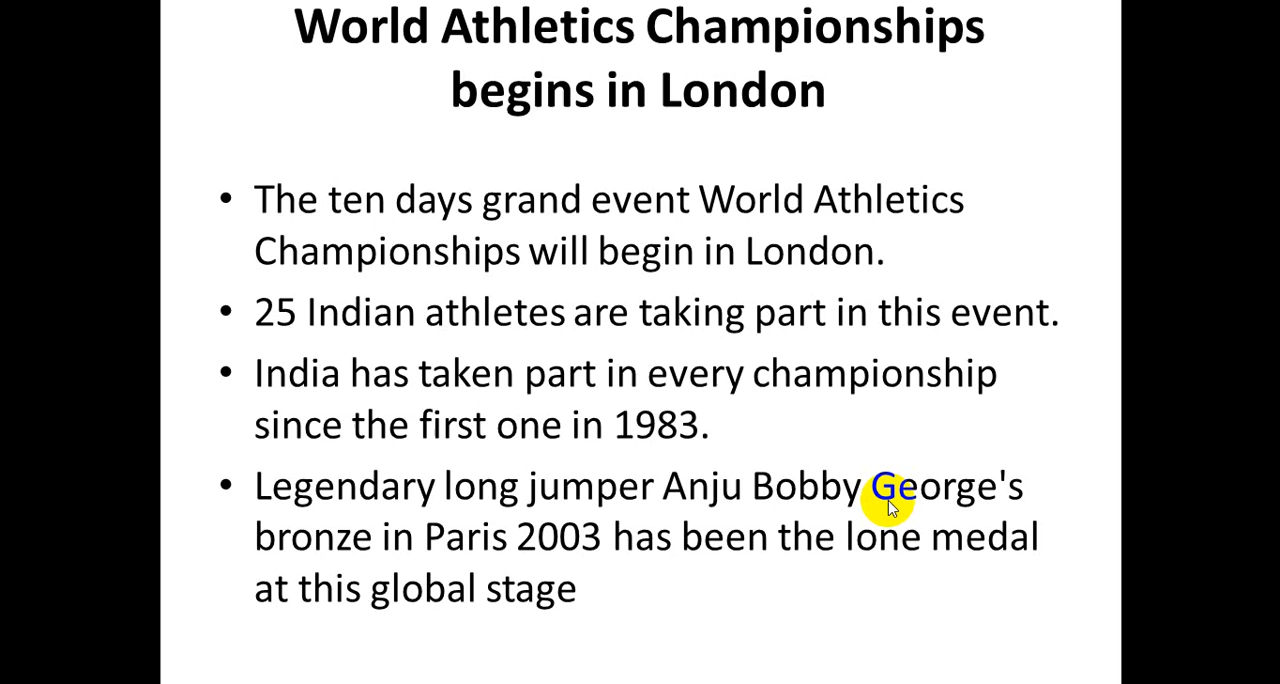 World Athletics Championships
begins in London
• The ten days grand event World Athletics
Championships will begin in London.
• 25 Indian athletes are taking part in this event.
• India has taken part in every championship
since the first one in 1983.
• Legendary long jumper Anju Bobby George's
bronze in Paris 2003 has been the lone medal
at this global stage